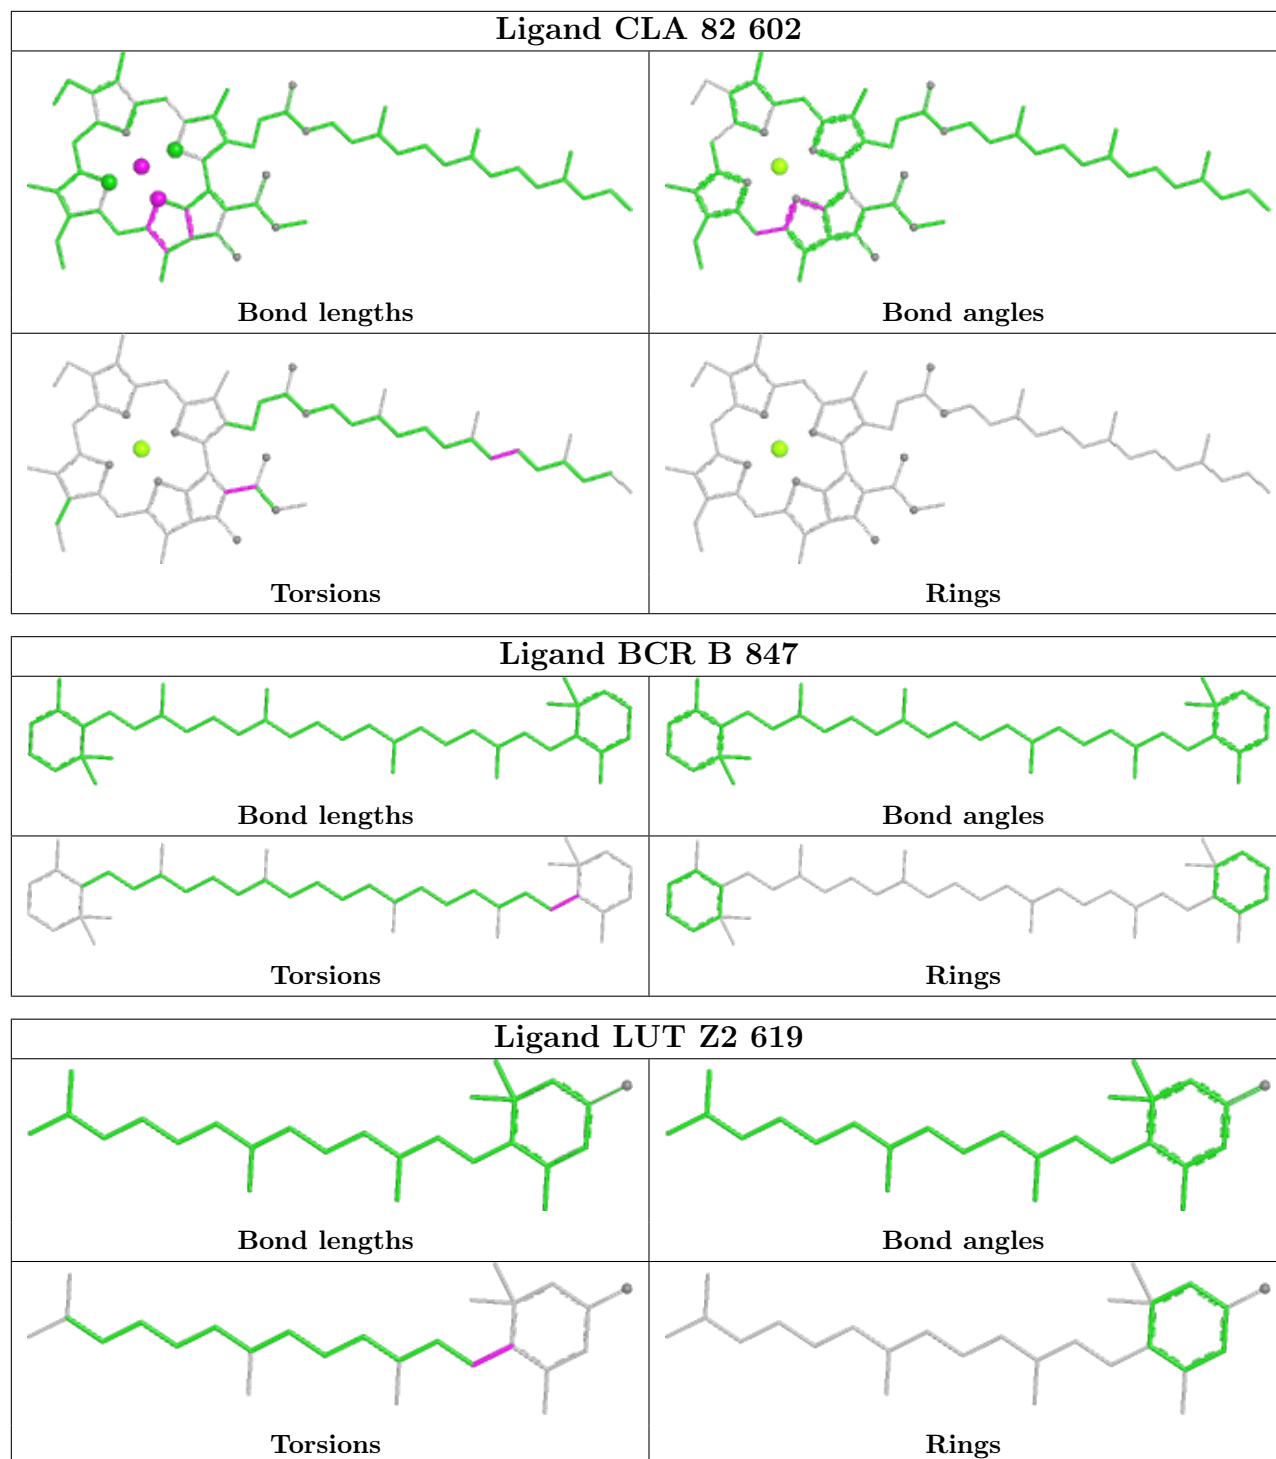 Ligand CLA 82 602
Bond lengths
Bond angles
Torsions
Rings
Ligand BCR B 847
Bond lengths
Bond angles
Torsions
Rings
Ligand LUT Z2 619
Bond lengths
Bond angles
Torsions
Rings